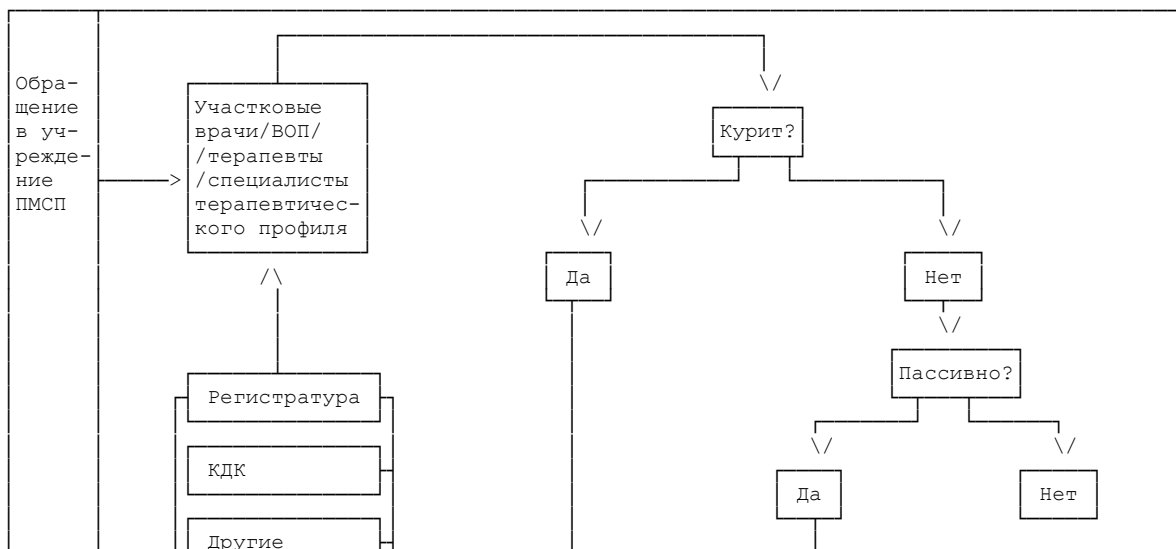 Обра-
щение
в уч-
режде-
ние
ПМСП
Участковые
врачи/ВОП/
/терапевты
/специалисты
терапевтичес-
кого профиля
Курит?
Да
Нет
Пассивно?
Да
Нет
Регистратура
КДК
Другие